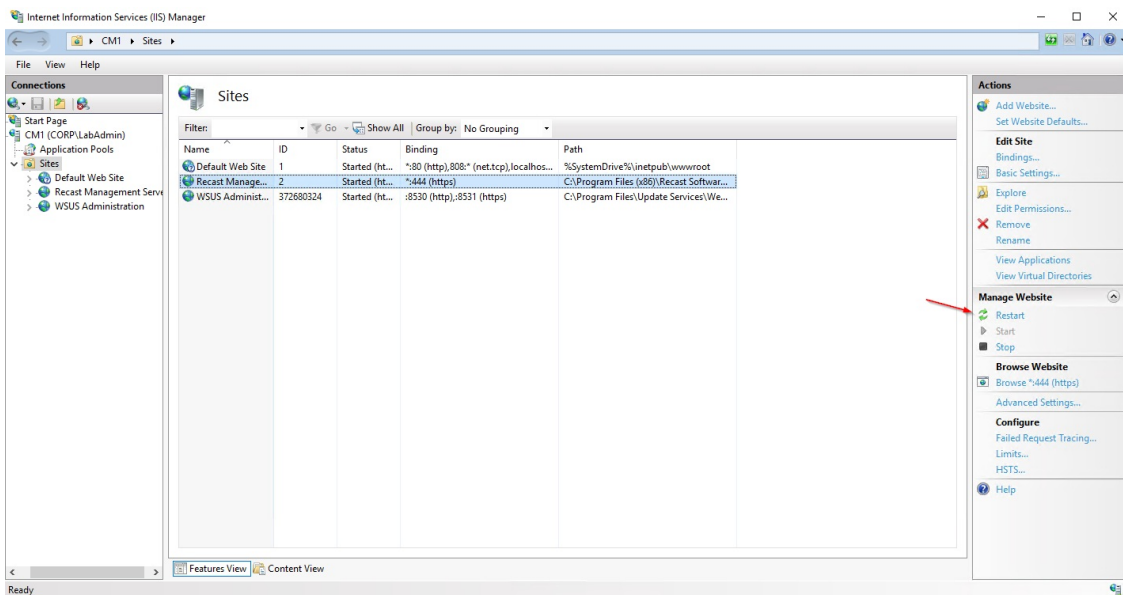 Internet Information Services (IIS) Manager
CM1 Sites
File View Help
Connections
Start Page
CM1 (CORP\LabAdmin)
Application Pools
Sites
Default Web Site
Recast Management Serve
WSUS Administration
Sites
Filter: Go Show All Group by: No Grouping
Name ID Status Binding Path
Default Web Site 1 Started (ht... *:80 (http),808:* (net.tcp),localhos... %SystemDrive%\inetpub\wwwroot
Recast Manage... 2 Started (ht... *:444 (https) C:\Program Files (x86)\Recast Softwar...
WSUS Administ... 372680324 Started (ht... :8530 (http),:8531 (https) C:\Program Files\Update Services\We...
Features View Content View
Actions
Add Website...
Set Website Defaults...
Edit Site
Bindings...
Basic Settings...
Explore
Edit Permissions...
Remove
Rename
View Applications
View Virtual Directories
Manage Website
Restart
Start
Stop
Browse Website
Browse *:444 (https)
Advanced Settings...
Configure
Failed Request Tracing...
Limits...
HSTS...
Help
Ready